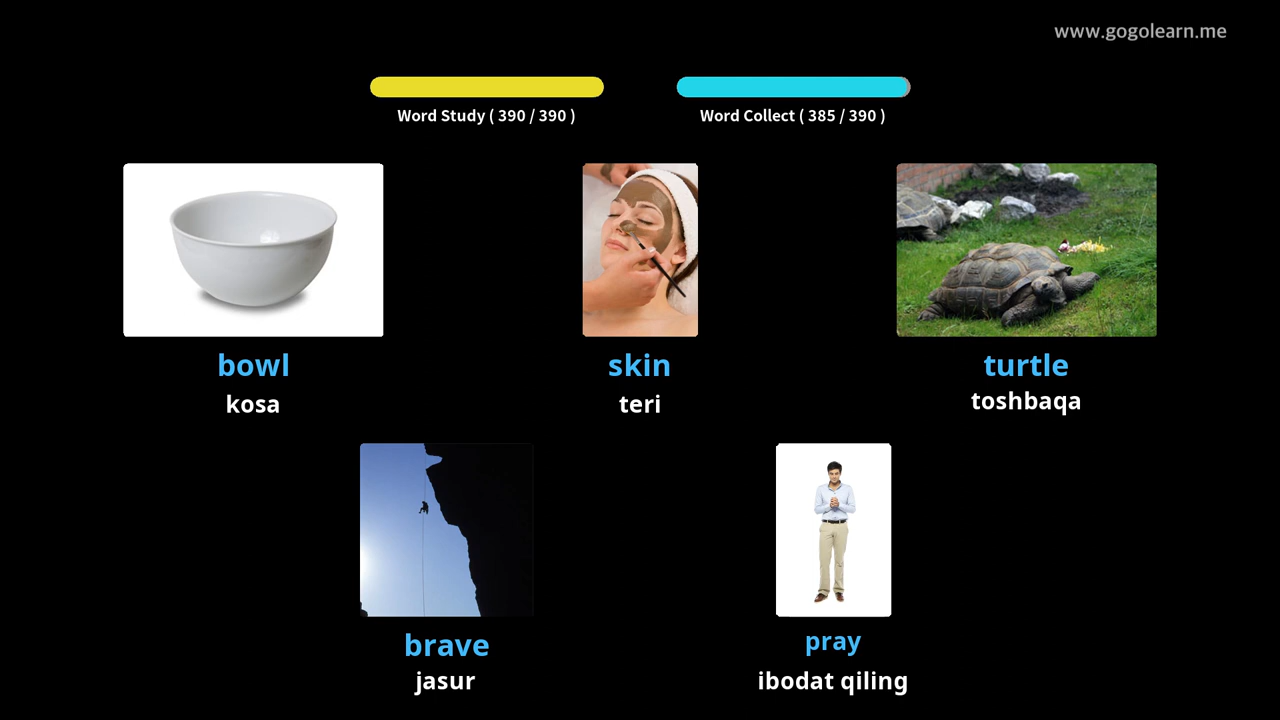 www.gogolearn.me
Word Study ( 390 / 390 )
Word Collect ( 385 / 390 )
bowl
kosa
skin
teri
turtle
toshbaqa
brave
jasur
pray
ibodat qiling